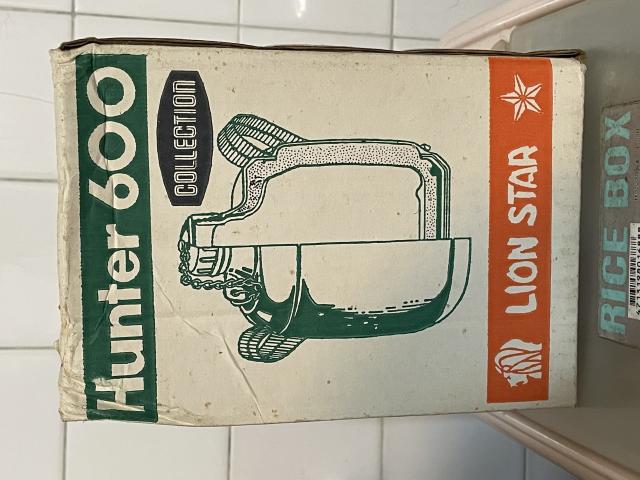 Hunter 600
COLLECTION
LION STAR
RICE BOX